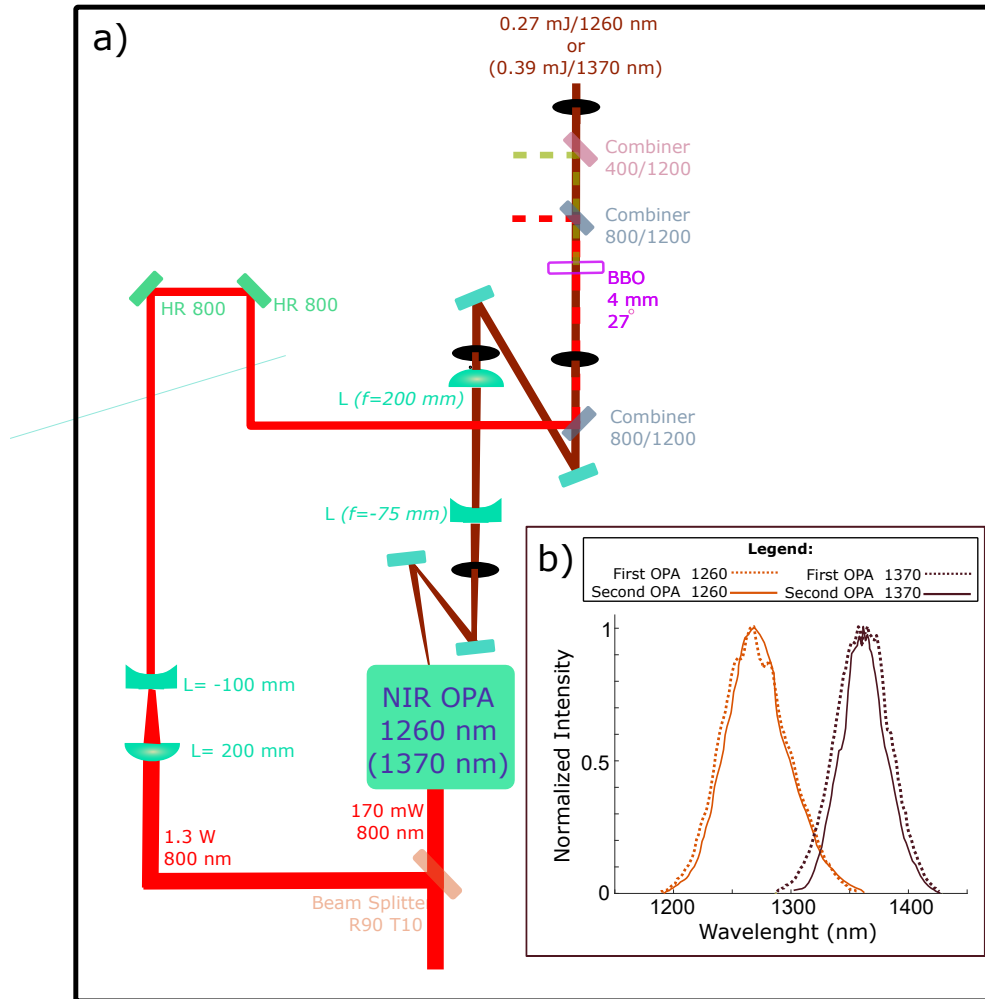 a)
0.27 mJ/1260 nm
or
(0.39 mJ/1370 nm)
Combiner
400/1200
Combiner
800/1200
BBO
4 mm
27°
HR 800
HR 800
L (f=200 mm)
Combiner
800/1200
L (f=-75 mm)
L= -100 mm
L= 200 mm
NIR OPA
1260 nm
(1370 nm)
170 mW
800 nm
1.3 W
800 nm
Beam Splitte
R90 T10
b)
Legend:
First OPA 1260
First OPA 1370
Second OPA 1260
Second OPA 1370
1
0.5
0
Normalized Intensity
1200
1300
1400
Wavelenght (nm)